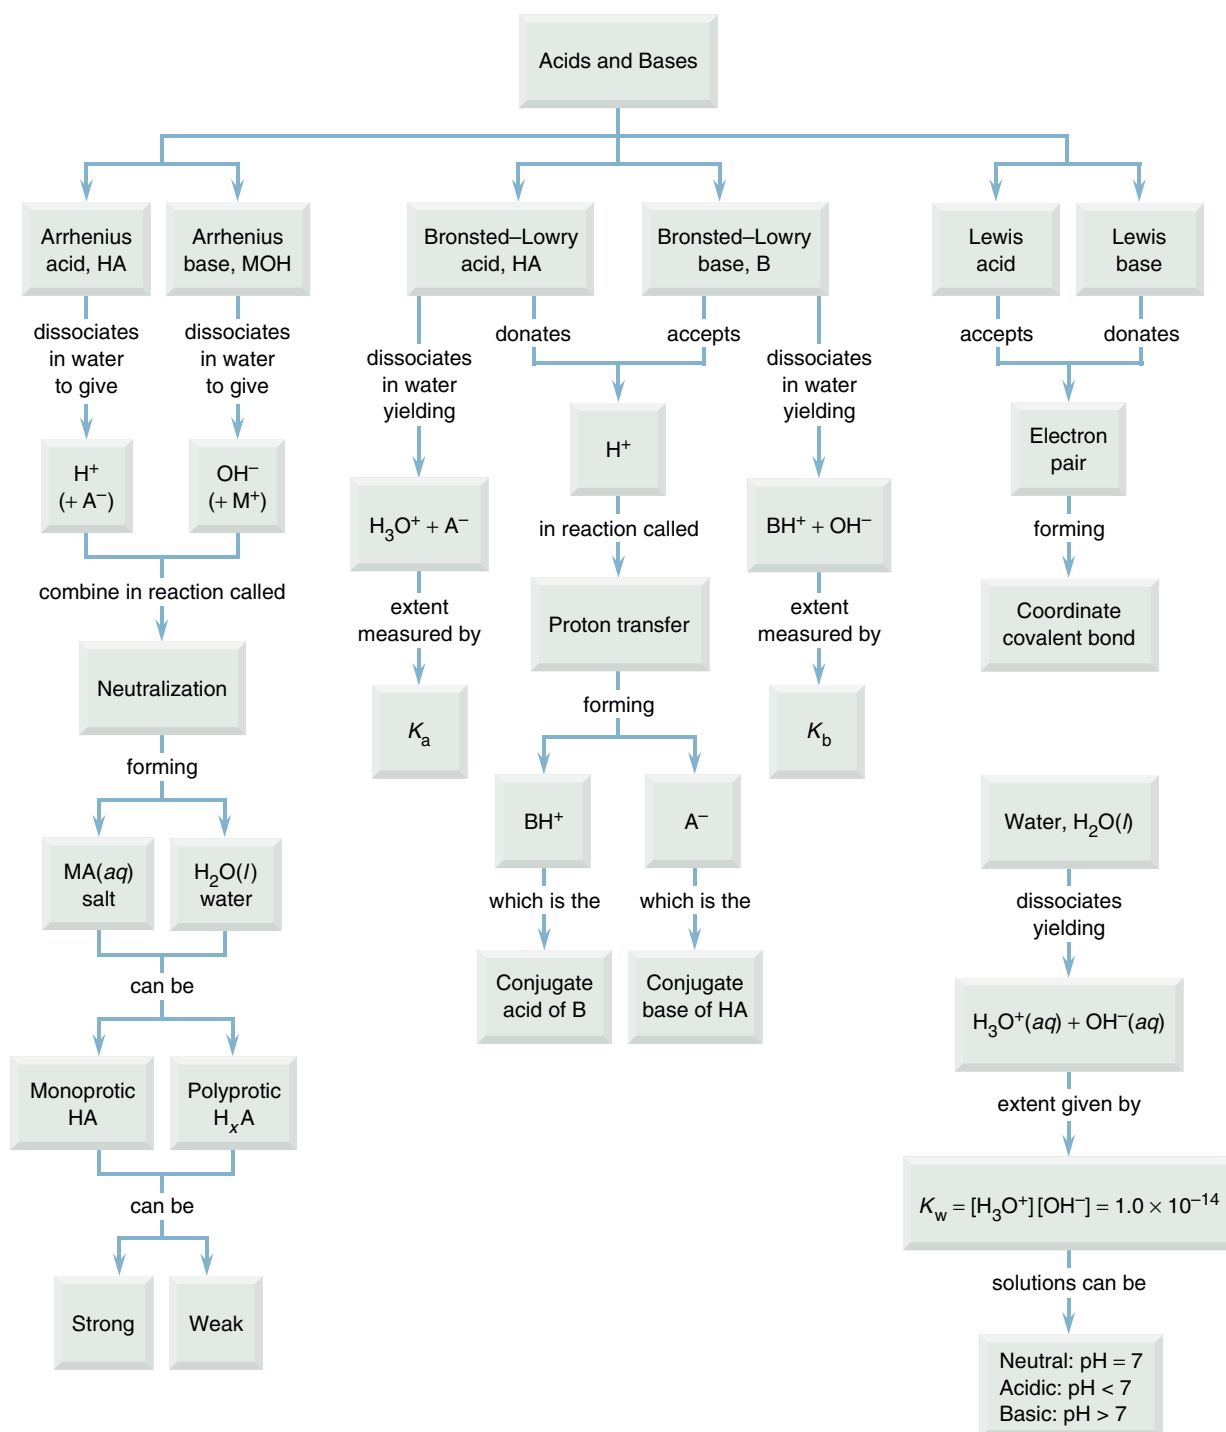 Acids and Bases
Arrhenius
acid, HA
Arrhenius
base, MOH
Bronsted–Lowry
acid, HA
Bronsted–Lowry
base, B
Lewis
acid
Lewis
base
dissociates
in water
to give
dissociates
in water
to give
dissociates
in water
yielding
donates
accepts
dissociates
in water
yielding
accepts
donates
H⁺
(+ A⁻)
OH⁻
(+ M⁺)
H₃O⁺ + A⁻
H⁺
BH⁺ + OH⁻
Electron
pair
combine in reaction called
extent
measured by
in reaction called
extent
measured by
forming
Neutralization
Kₐ
Proton transfer
K_b
Coordinate
covalent bond
forming
forming
MA(aq)
salt
H₂O(l)
water
BH⁺
A⁻
Water, H₂O(l)
can be
which is the
which is the
dissociates
yielding
Monoprotic
HA
Polyprotic
HₓA
Conjugate
acid of B
Conjugate
base of HA
H₃O⁺(aq) + OH⁻(aq)
can be
extent given by
Strong
Weak
K_w = [H₃O⁺] [OH⁻] = 1.0 × 10⁻¹⁴
solutions can be
Neutral: pH = 7
Acidic: pH < 7
Basic: pH > 7